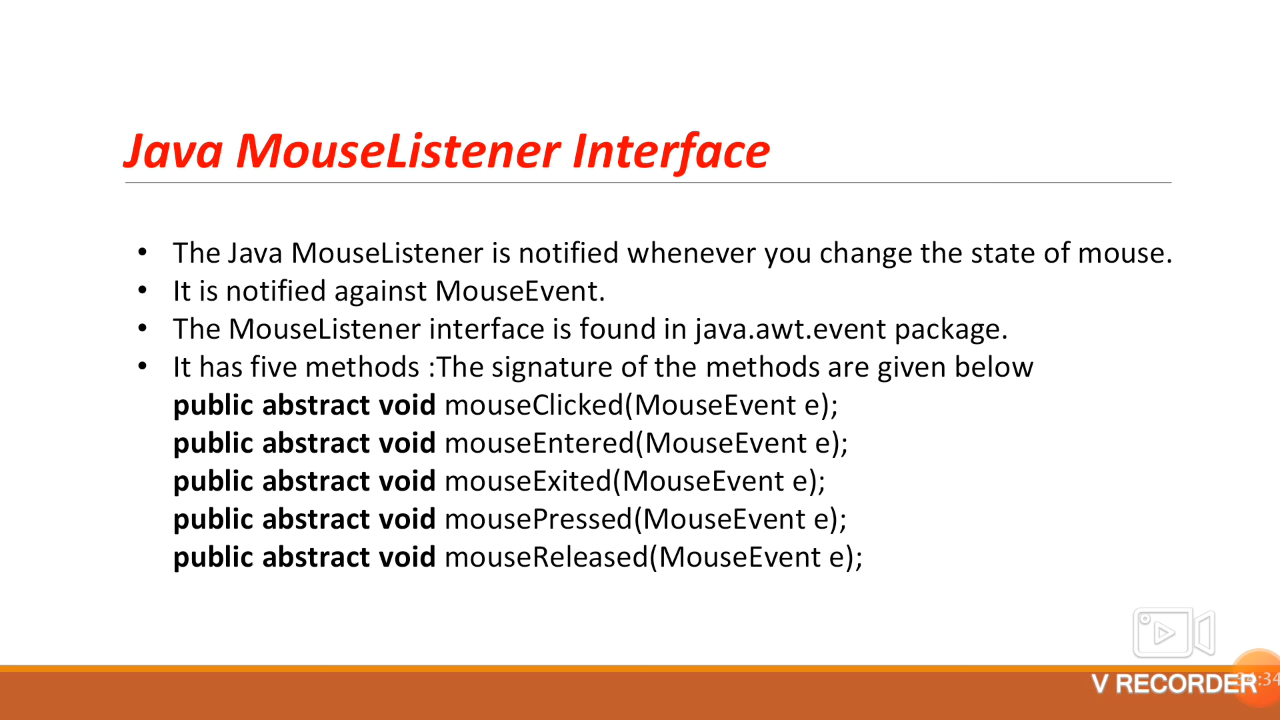 Java MouseListener Interface
• The Java MouseListener is notified whenever you change the state of mouse.
• It is notified against MouseEvent.
• The MouseListener interface is found in java.awt.event package.
• It has five methods :The signature of the methods are given below
public abstract void mouseClicked(MouseEvent e);
public abstract void mouseEntered(MouseEvent e);
public abstract void mouseExited(MouseEvent e);
public abstract void mousePressed(MouseEvent e);
public abstract void mouseReleased(MouseEvent e);
V RECORDER